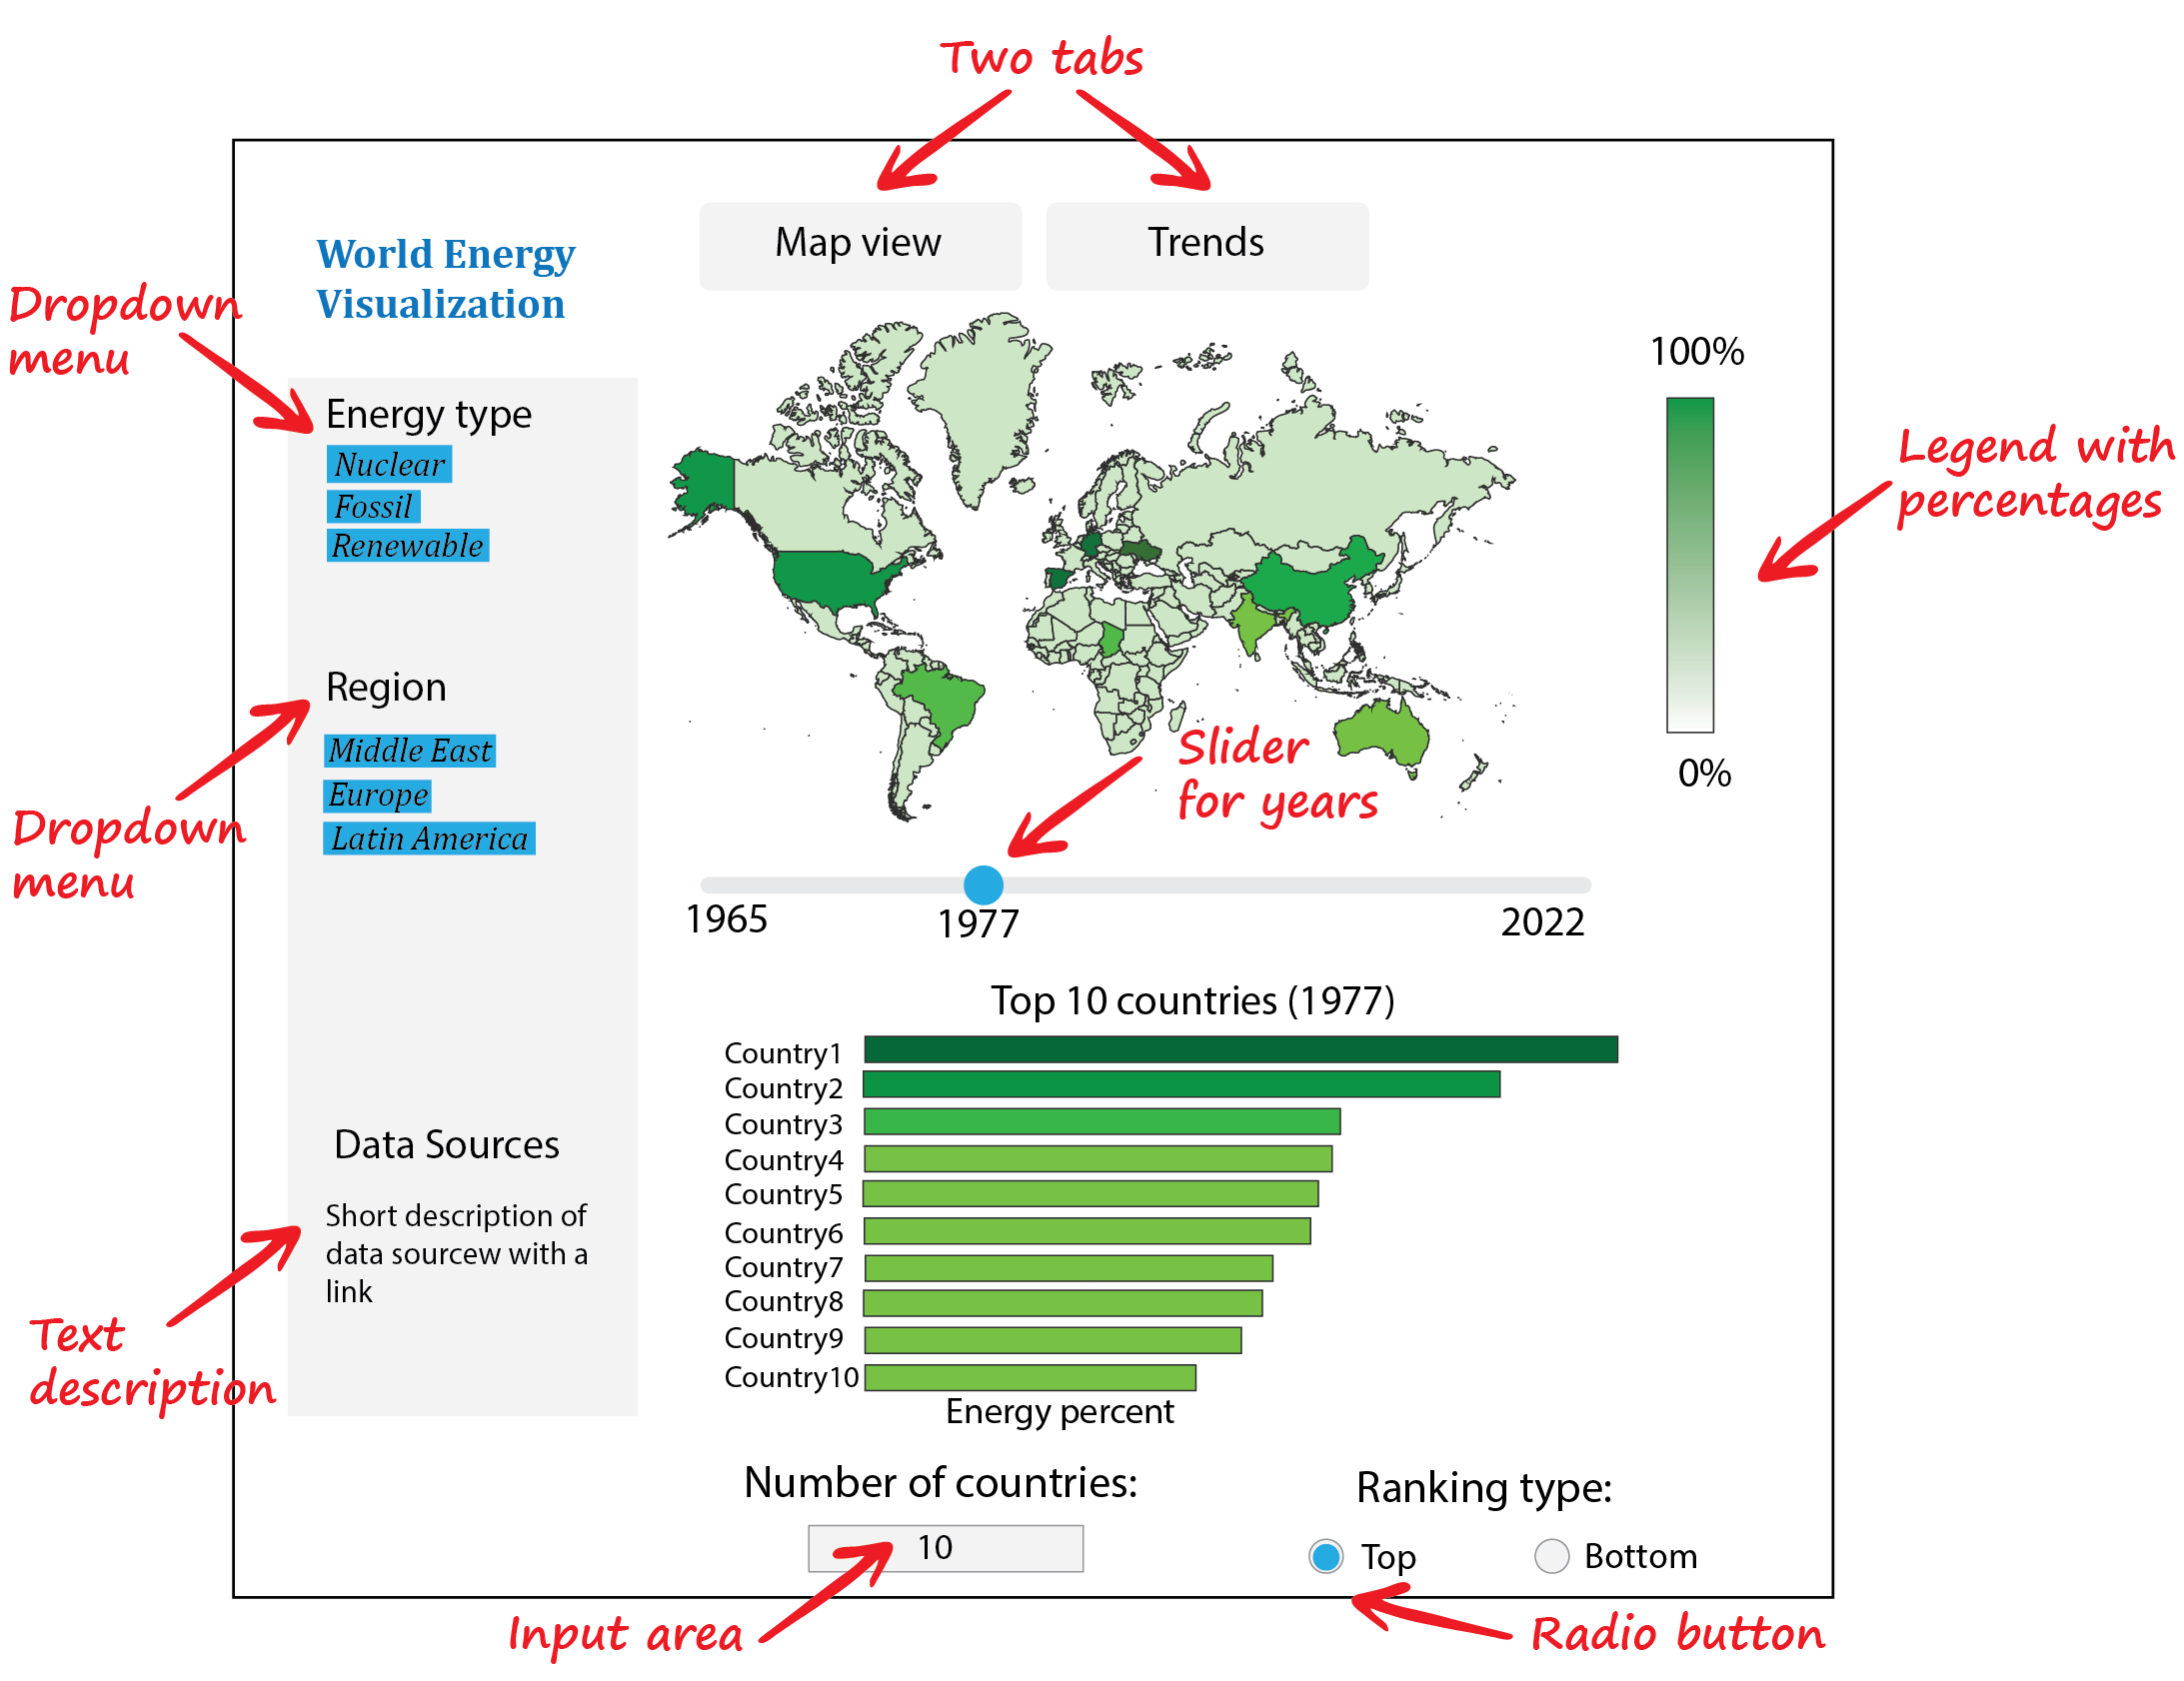 Two tabs
Map view
Trends
World Energy
Visualization
Dropdown
menu
Energy type
Nuclear
Fossil
Renewable
Region
Middle East
Europe
Latin America
Dropdown
menu
Data Sources
Short description of
data sourcew with a
link
Text
description
100%
0%
Legend with
percentages
Slider
for years
1965
1977
2022
Top 10 countries (1977)
Country1
Country2
Country3
Country4
Country5
Country6
Country7
Country8
Country9
Country10
Energy percent
Number of countries:
10
Ranking type:
Top
Bottom
Input area
Radio button